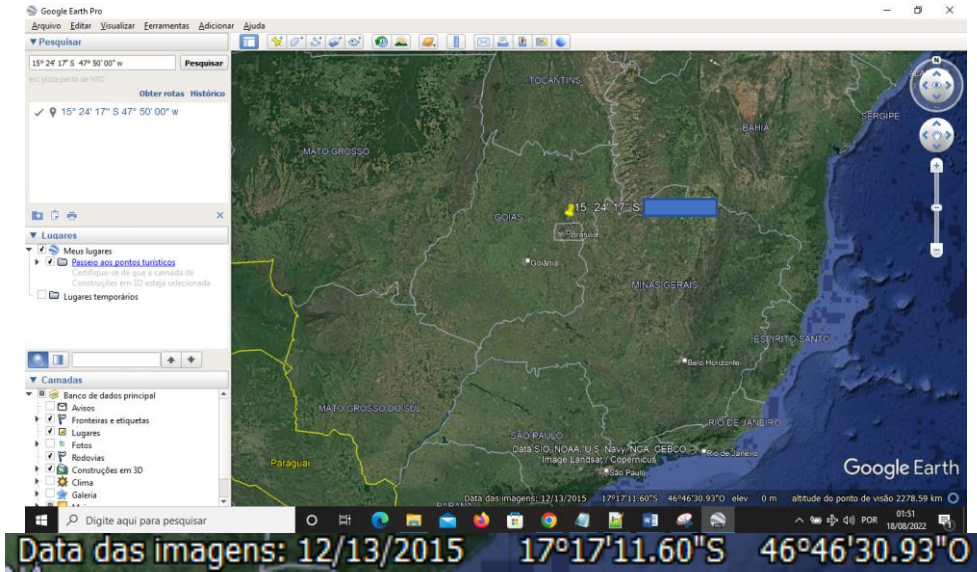 Google Earth Pro
Arquivo Editar Visualizar Ferramentas Adicionar Ajuda
Pesquisar
15º 24' 17" S 47º 50' 00" w
Pesquisar
ex: pizza perto de NYC
Obter rotas Histórico
15° 24' 17" S 47° 50' 00" w
Lugares
Meus lugares
Passeio aos pontos turísticos
Certifique-se de que a camada de
Construções em 3D esteja selecionada
Lugares temporários
Camadas
Banco de dados principal
Avisos
Fronteiras e etiquetas
Lugares
Fotos
Rodovias
Construções em 3D
Clima
Galeria
N
TOCANTINS
SERGIPE
BAHIA
MATO GROSSO
15 24' 17" S
GOIÁS
Brasília
Goiânia
MINAS GERAIS
ESPÍRITO SANTO
Belo Horizonte
MATO GROSSO DO SUL
RIO DE JANEIRO
SÃO PAULO
Data SIO, NOAA, U.S. Navy, NGA, GEBCO
Rio de Janeiro
Image Landsat / Copernicus
Paraguai
São Paulo
Google Earth
PARANÁ
Data das imagens: 12/13/2015 17°17'11.60"S 46°46'30.93"O elev 0 m altitude do ponto de visão 2278.59 km
Digite aqui para pesquisar
POR
01:51
18/08/2022
Data das imagens: 12/13/2015 17°17'11.60"S 46°46'30.93"O